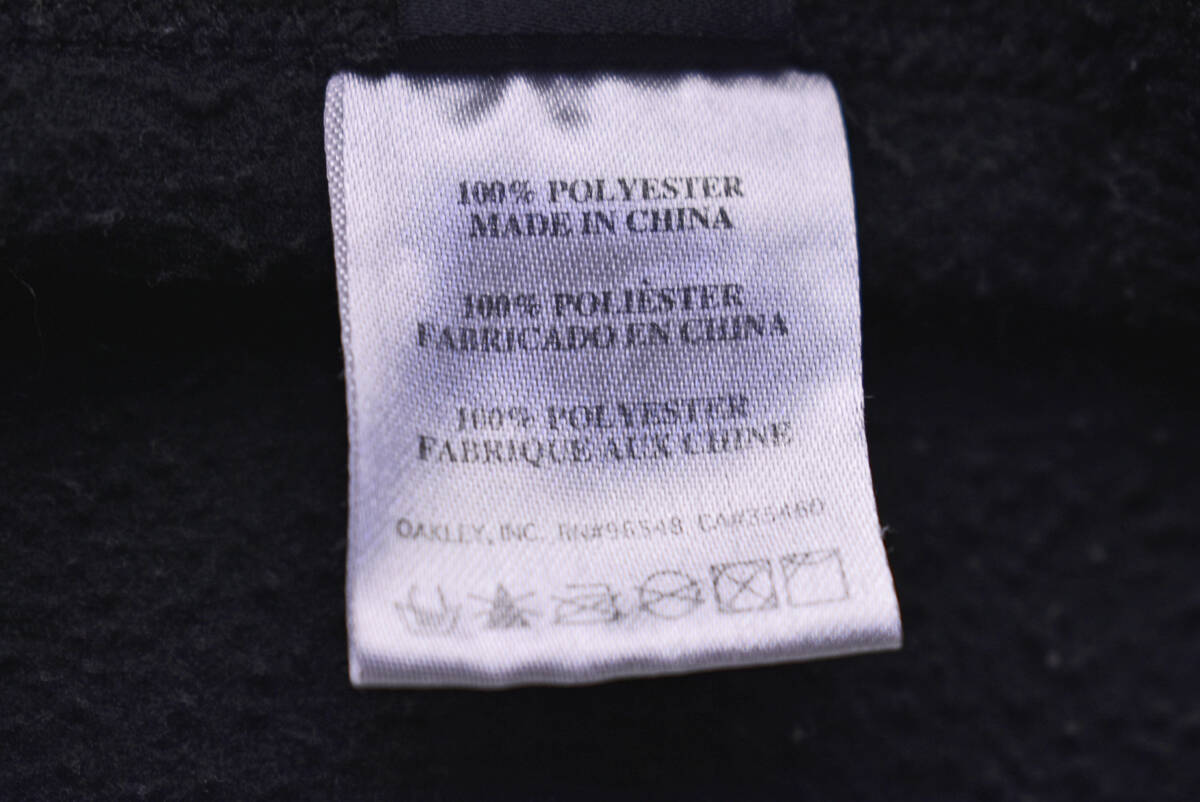 100% POLYESTER
MADE IN CHINA
100% POLIÈSTER
FABRICADO EN CHINA
100% POLYESTER
FABRIQUE AUX CHINE
OAKLEY, INC. RN#96548 CA#35460